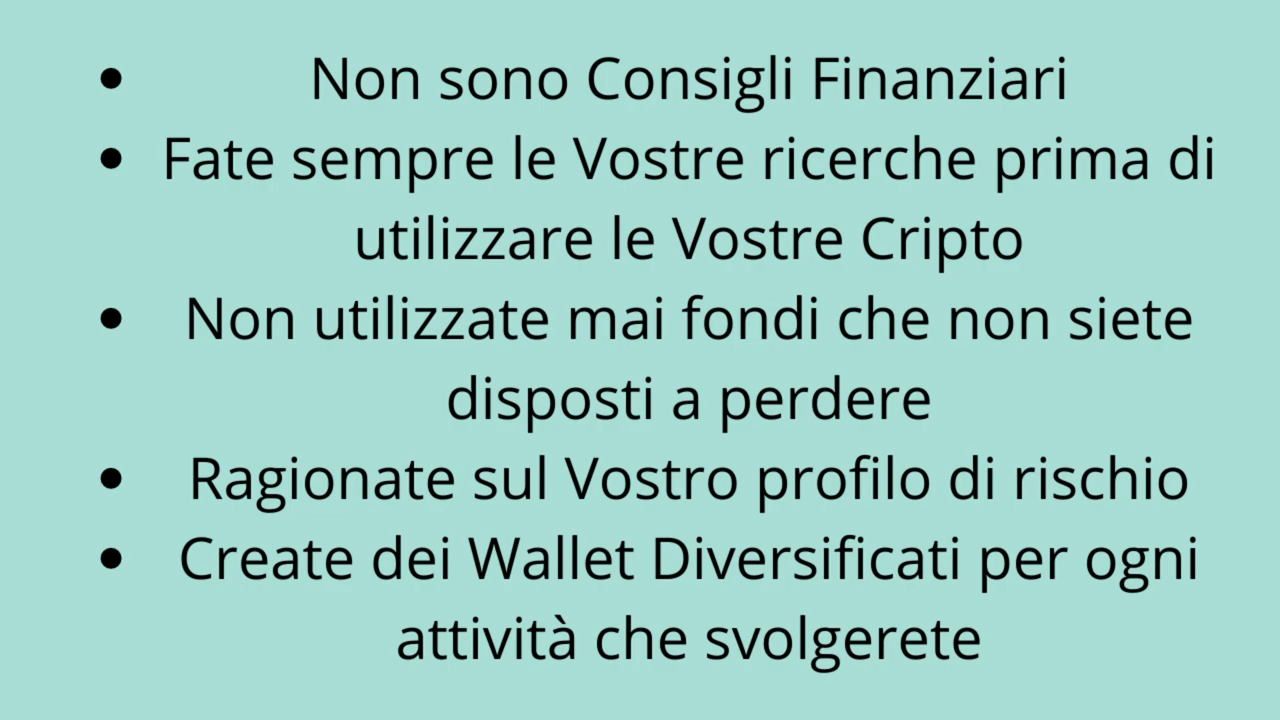 • Non sono Consigli Finanziari
• Fate sempre le Vostre ricerche prima di
utilizzare le Vostre Cripto
• Non utilizzate mai fondi che non siete
disposti a perdere
• Ragionate sul Vostro profilo di rischio
• Create dei Wallet Diversificati per ogni
attività che svolgerete